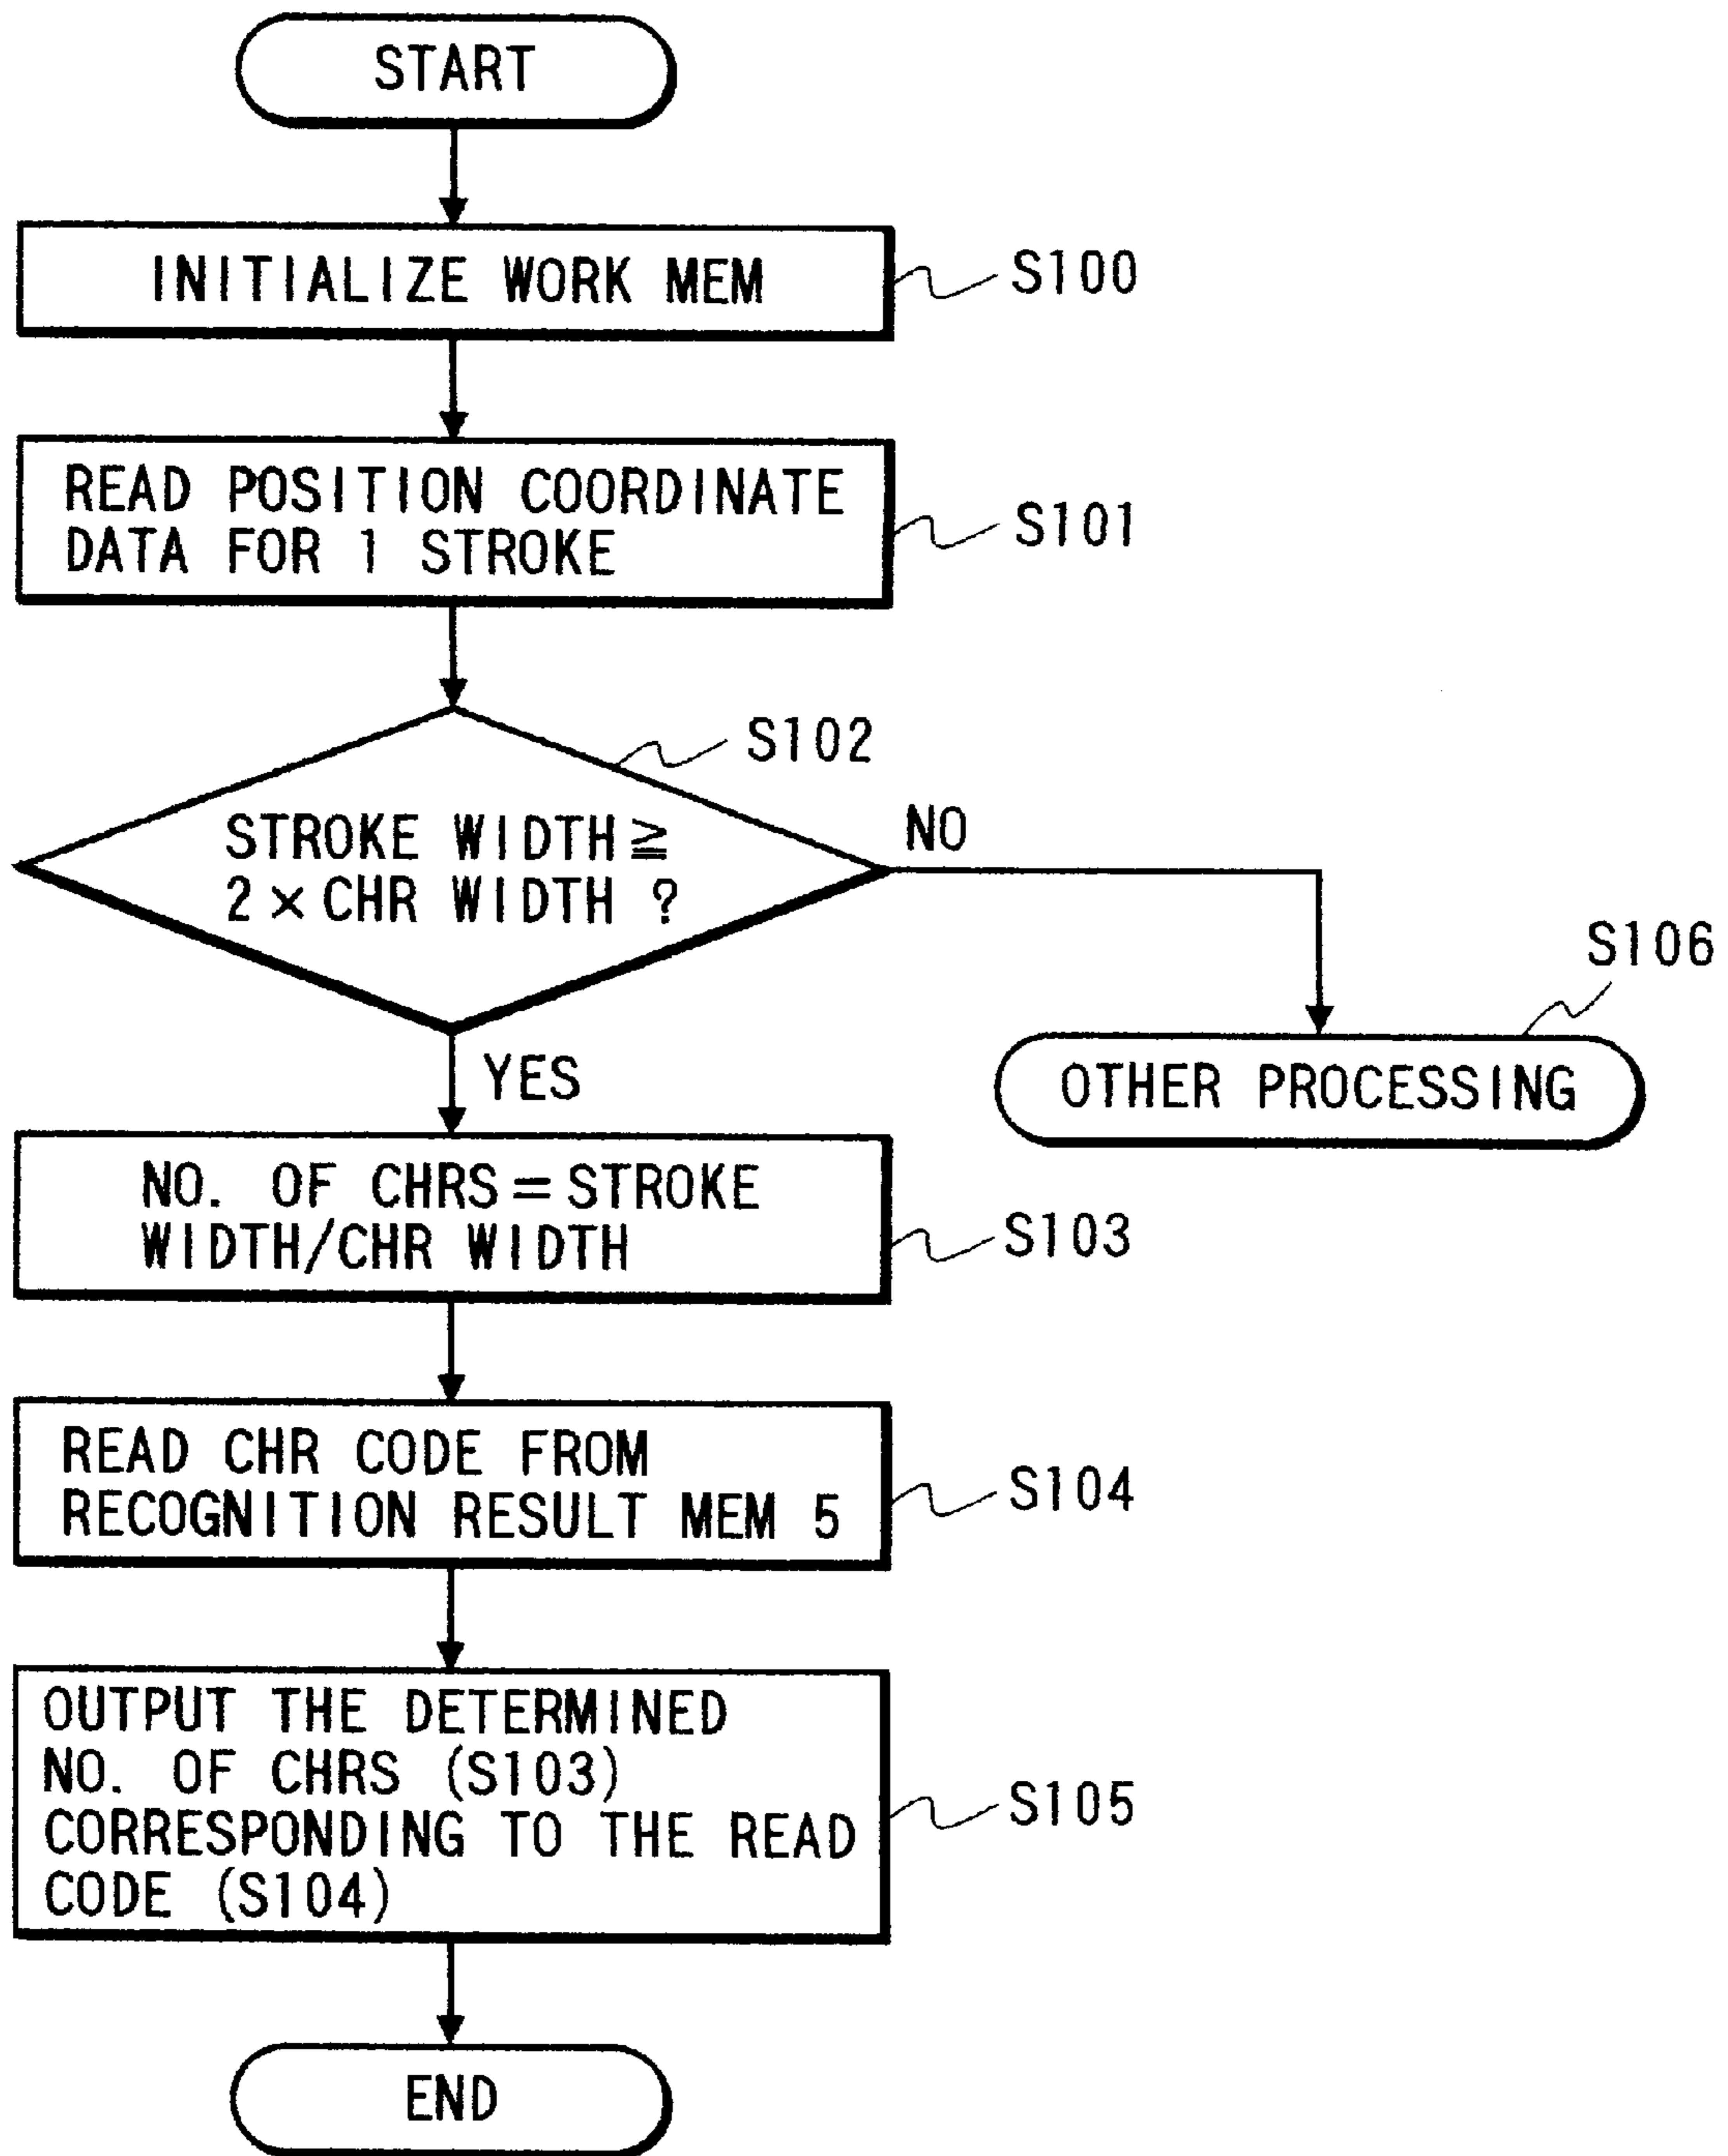 START
INITIALIZE WORK MEM
S100
READ POSITION COORDINATE
DATA FOR 1 STROKE
S101
S102
STROKE WIDTH ≧
2 × CHR WIDTH ?
NO
YES
S106
OTHER PROCESSING
NO. OF CHRS = STROKE
WIDTH/CHR WIDTH
S103
READ CHR CODE FROM
RECOGNITION RESULT MEM 5
S104
OUTPUT THE DETERMINED
NO. OF CHRS (S103)
CORRESPONDING TO THE READ
CODE (S104)
S105
END